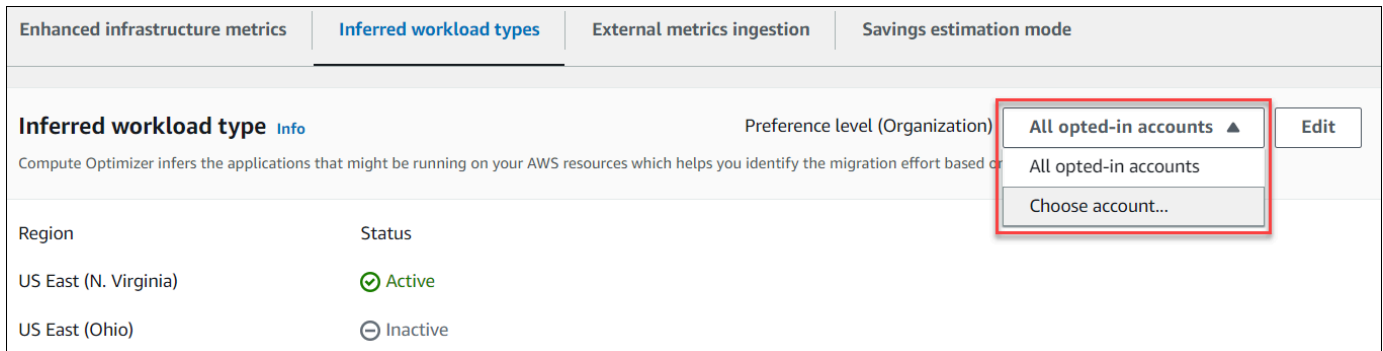 Enhanced infrastructure metrics Inferred workload types External metrics ingestion Savings estimation mode
Inferred workload type Info Preference level (Organization) All opted-in accounts Edit
Compute Optimizer infers the applications that might be running on your AWS resources which helps you identify the migration effort based All opted-in accounts
Choose account...
Region Status
US East (N. Virginia) Active
US East (Ohio) Inactive